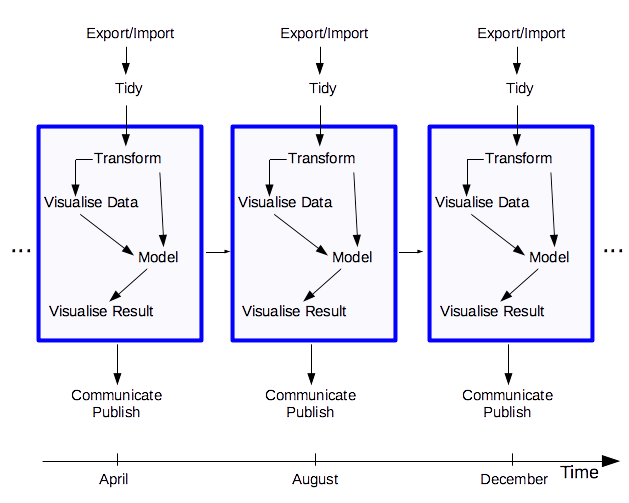 Export/Import Export/Import Export/Import
Tidy Tidy Tidy
Transform Transform Transform
Visualise Data Visualise Data Visualise Data
... ...
Model Model Model
Visualise Result Visualise Result Visualise Result
Communicate Communicate Communicate
Publish Publish Publish
Time
April August December